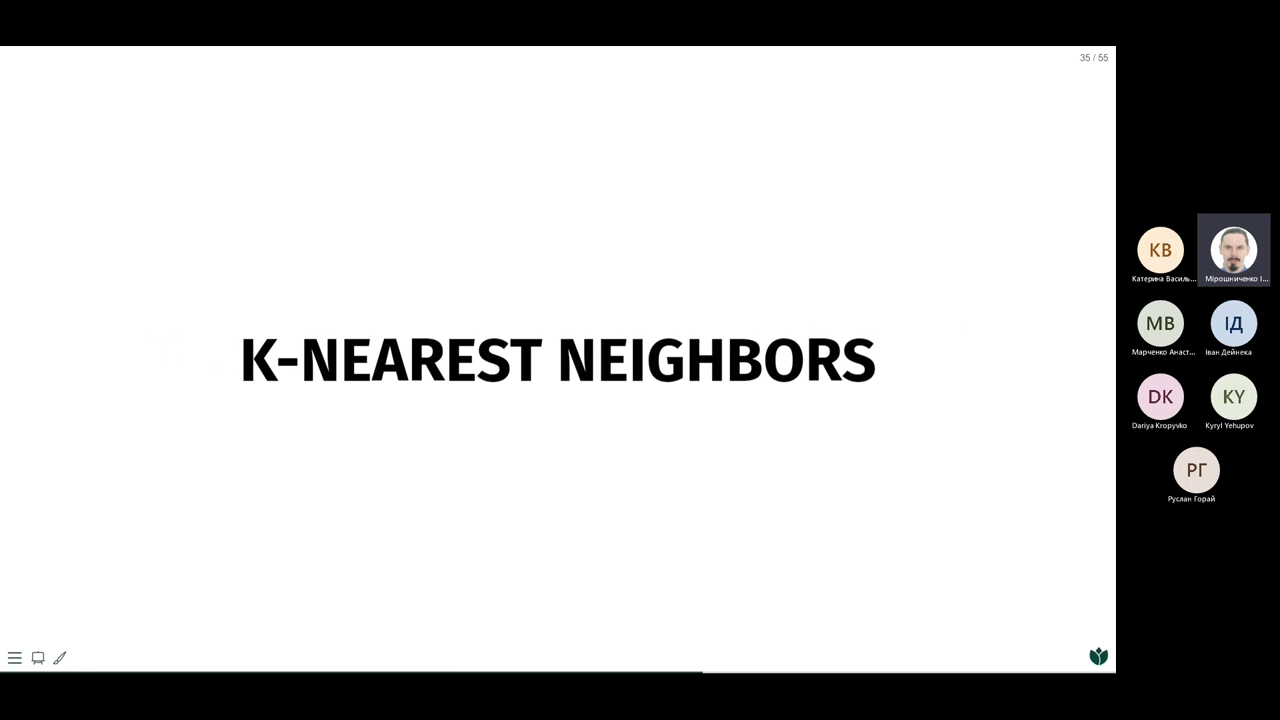 35 / 55
K-NEAREST NEIGHBORS
КВ
Катерина Василь...
Мірошниченко І...
МВ
Марченко Анаст...
ІД
Іван Дейнека
DK
Dariya Kropyvko
KY
Kyryl Yehupov
РГ
Руслан Горай